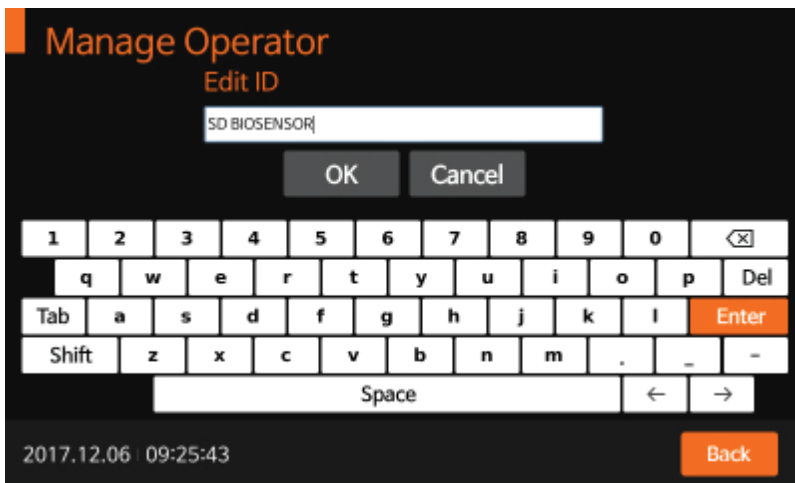 Manage Operator
Edit ID
SD BIOSENSOR
OK Cancel
1 2 3 4 5 6 7 8 9 0
q w e r t y u i o p Del
Tab a s d f g h j k l Enter
Shift z x c v b n m . _ -
Space ← →
2017.12.06 09:25:43 Back